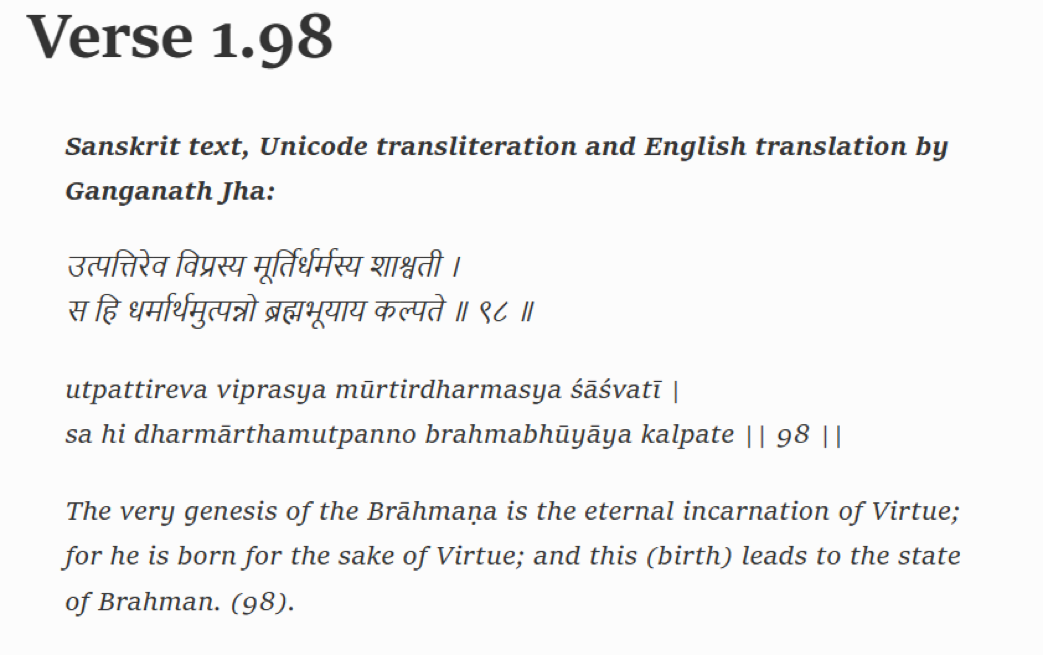 Verse 1.98
Sanskrit text, Unicode transliteration and English translation by
Ganganath Jha:
उत्पत्तिरेव विप्रस्य मूर्तिर्धर्मस्य शाश्वती ।
स हि धर्मार्थमुत्पन्नो ब्रह्मभूयाय कल्पते ॥ ९८ ॥
utpattireva viprasya mūrtirdharmasya śāśvatī |
sa hi dharmārthamutpanno brahmabhūyāya kalpate || 98 ||
The very genesis of the Brāhmaṇa is the eternal incarnation of Virtue;
for he is born for the sake of Virtue; and this (birth) leads to the state
of Brahman. (98).